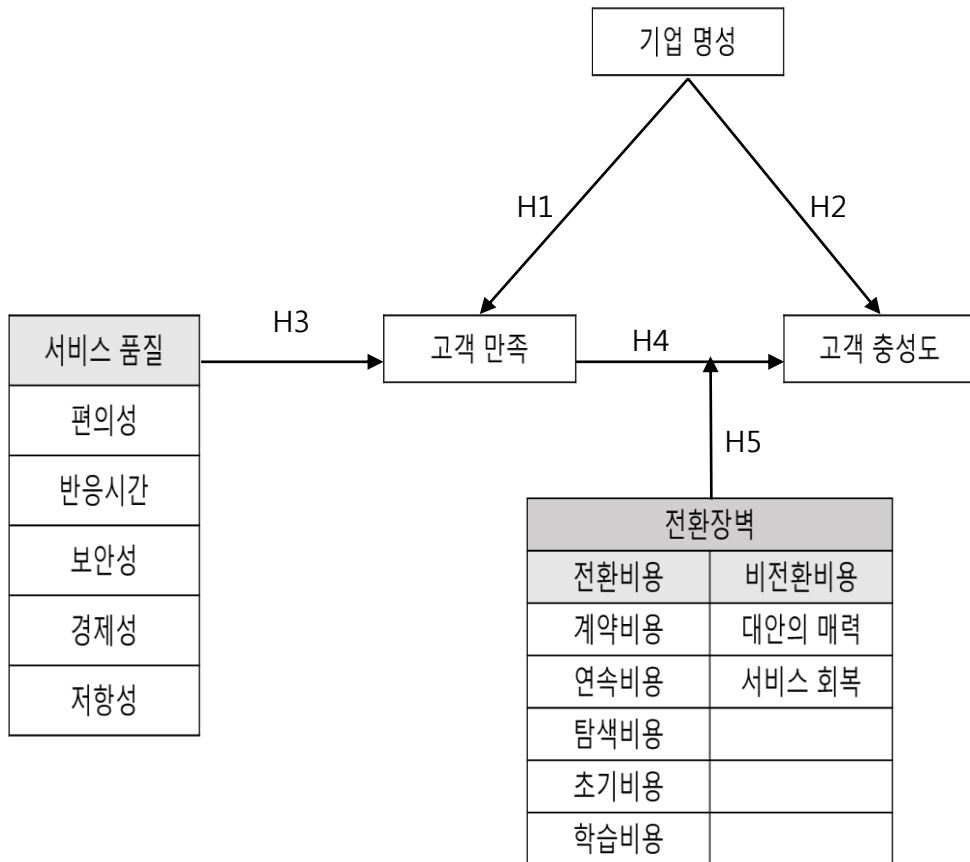 기업 명성
H1
H2
H3
서비스 품질
고객 만족
H4
고객 충성도
편의성
반응시간
보안성
경제성
저항성
H5
전환장벽
전환비용 비전환비용
계약비용 대안의 매력
연속비용 서비스 회복
탐색비용
초기비용
학습비용